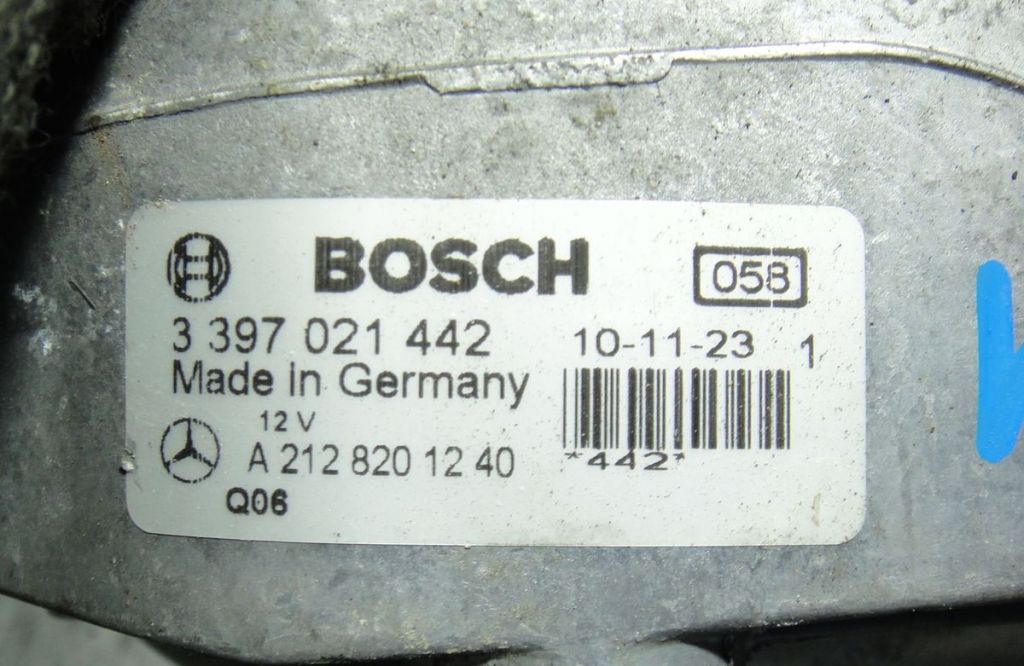 BOSCH
058
3 397 021 442
10-11-23 1
Made in Germany
12 V
A 212 820 12 40
*442*
Q06